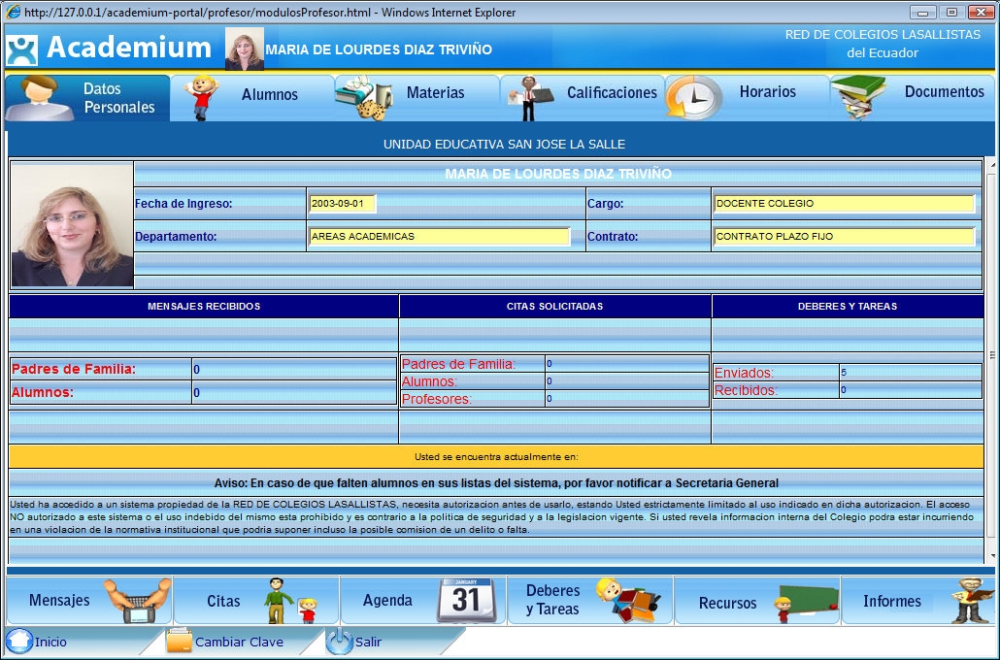 http://127.0.0.1/academium-portal/profesor/modulosProfesor.html - Windows Internet Explorer
Academium
MARIA DE LOURDES DIAZ TRIVIÑO
RED DE COLEGIOS LASALLISTAS
del Ecuador
Datos
Personales
Alumnos
Materias
Calificaciones
Horarios
Documentos
UNIDAD EDUCATIVA SAN JOSE LA SALLE
MARIA DE LOURDES DIAZ TRIVIÑO
Fecha de Ingreso: 2003-09-01 Cargo: DOCENTE COLEGIO
Departamento: AREAS ACADEMICAS Contrato: CONTRATO PLAZO FIJO
MENSAJES RECIBIDOS CITAS SOLICITADAS DEBERES Y TAREAS
Padres de Familia: 0
Alumnos: 0
Padres de Familia: 0
Alumnos: 0
Profesores: 0
Enviados: 5
Recibidos: 0
Usted se encuentra actualmente en:
Aviso: En caso de que falten alumnos en sus listas del sistema, por favor notificar a Secretaria General
Usted ha accedido a un sistema propiedad de la RED DE COLEGIOS LASALLISTAS, necesita autorizacion antes de usarlo, estando Usted estrictamente limitado al uso indicado en dicha autorizacion. El acceso
NO autorizado a este sistema o el uso indebido del mismo esta prohibido y es contrario a la politica de seguridad y a la legislacion vigente. Si usted revela informacion interna del Colegio podra estar incurriendo
en una violacion de la normativa institucional que podria suponer incluso la posible comision de un delito o falta.
Mensajes
Citas
Agenda
JANUARY
31
Deberes
y Tareas
Recursos
Informes
Inicio
Cambiar Clave
Salir